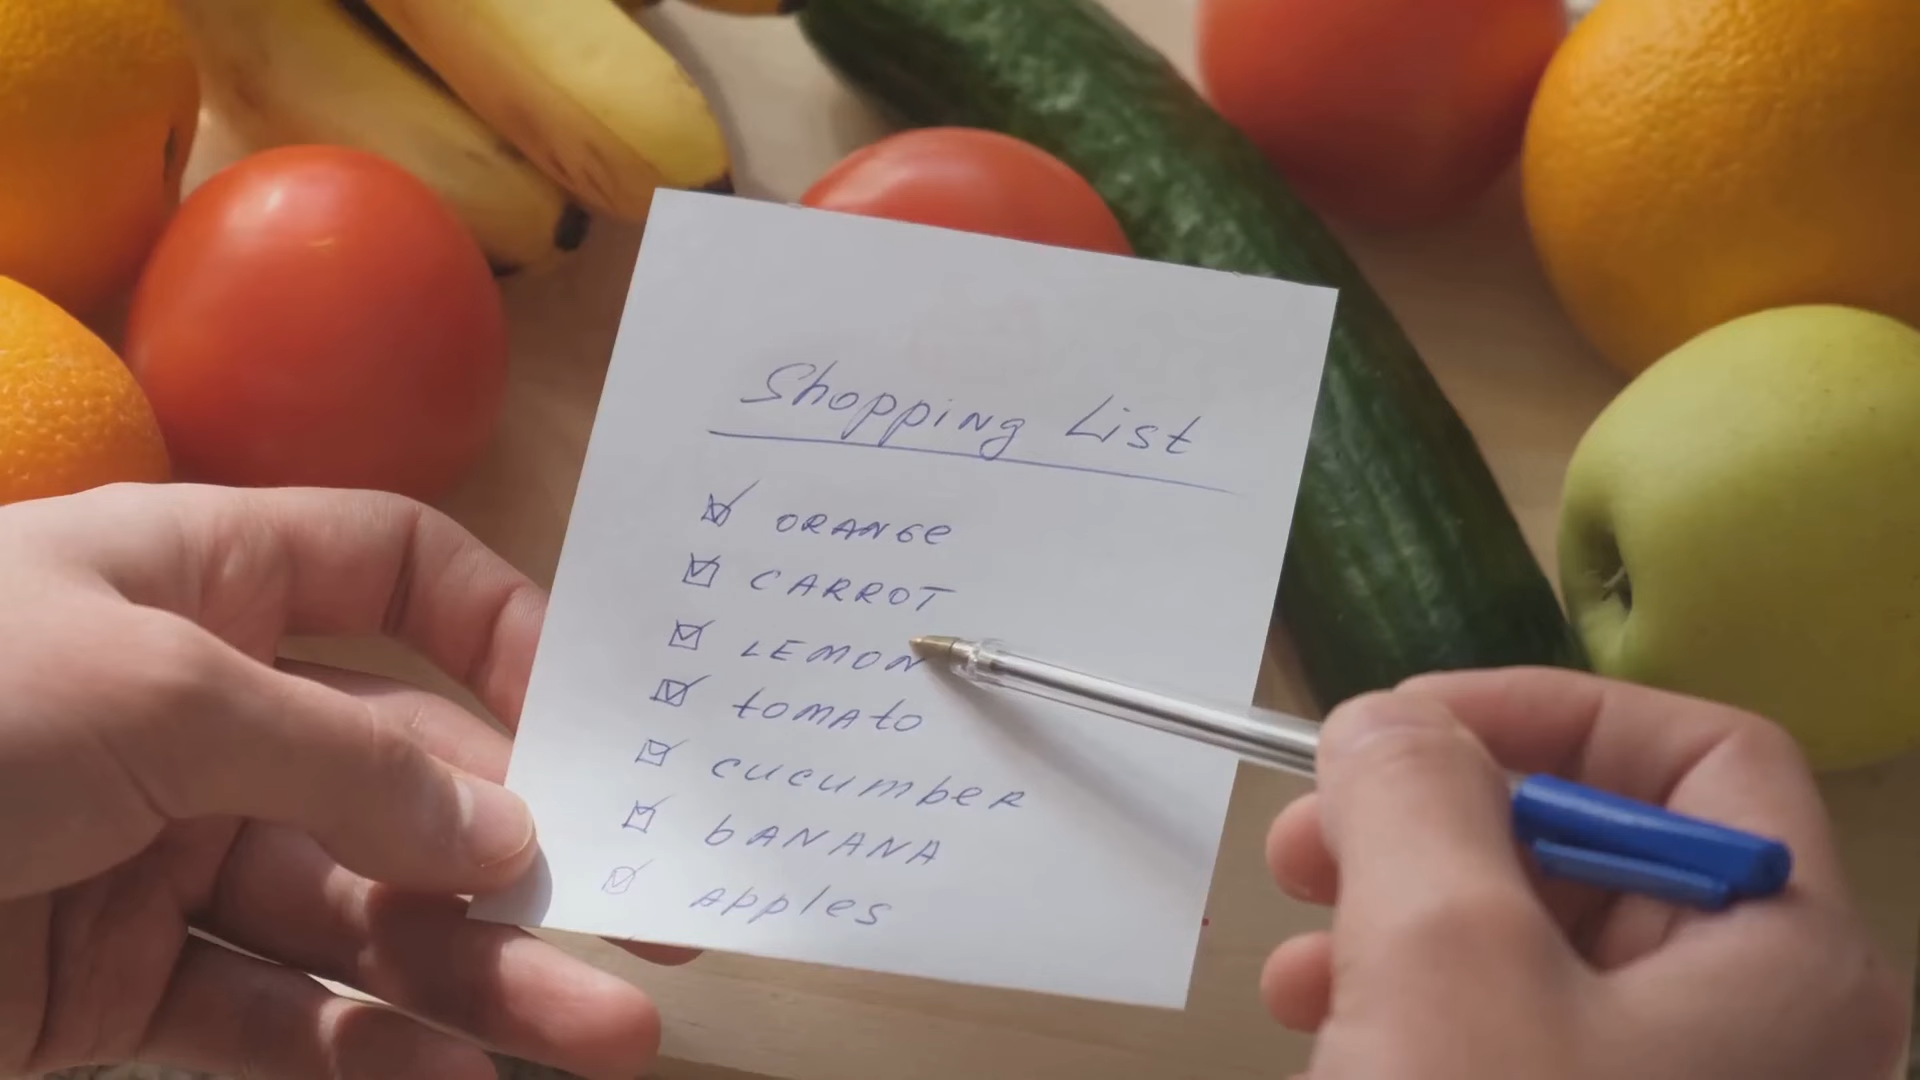 Shopping List
ORANGe
CARROT
LEMON
tomAto
cucumbeR
bANANA
Apples